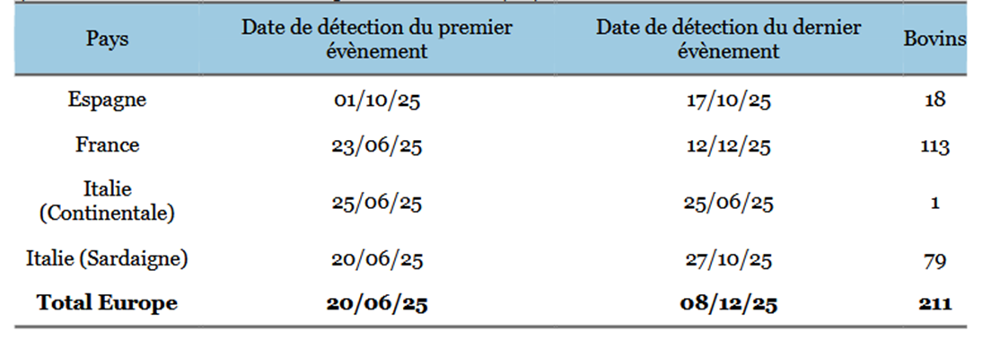 Pays Date de détection du premier évènement Date de détection du dernier évènement Bovins
Espagne 01/10/25 17/10/25 18
France 23/06/25 12/12/25 113
Italie (Continentale) 25/06/25 25/06/25 1
Italie (Sardaigne) 20/06/25 27/10/25 79
Total Europe 20/06/25 08/12/25 211